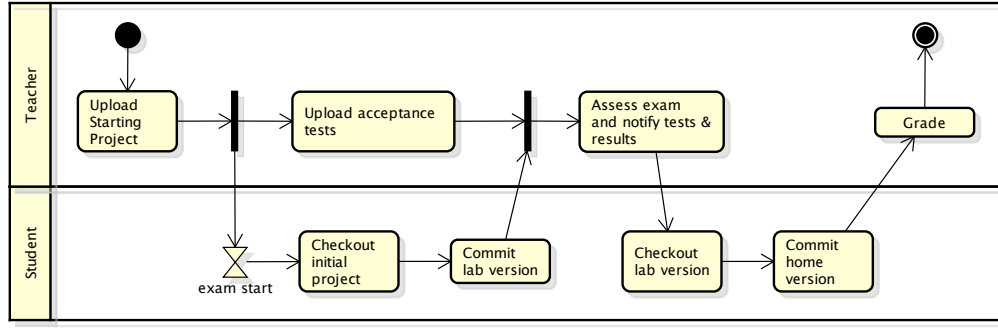 Teacher
Upload
Starting
Project
Upload acceptance
tests
Assess exam
and notify tests &
results
Grade
Student
exam start
Checkout
initial
project
Commit
lab version
Checkout
lab version
Commit
home
version